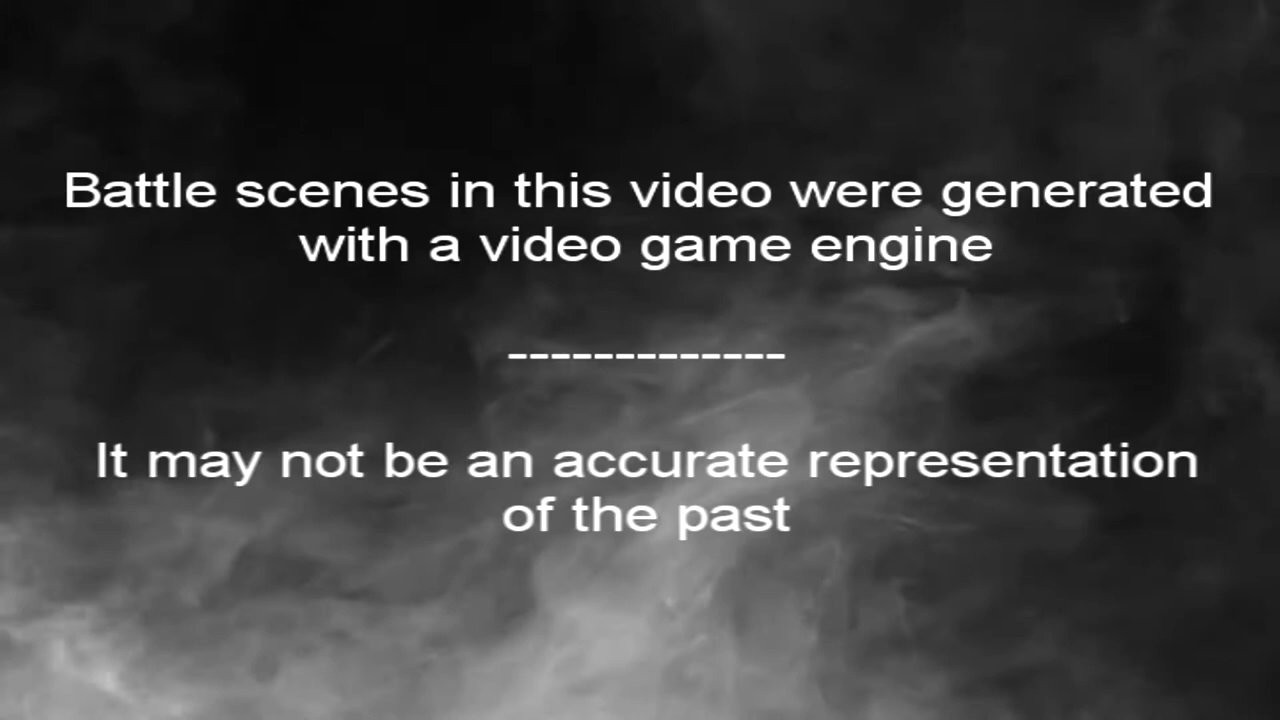 Battle scenes in this video were generated
with a video game engine
-------------
It may not be an accurate representation
of the past